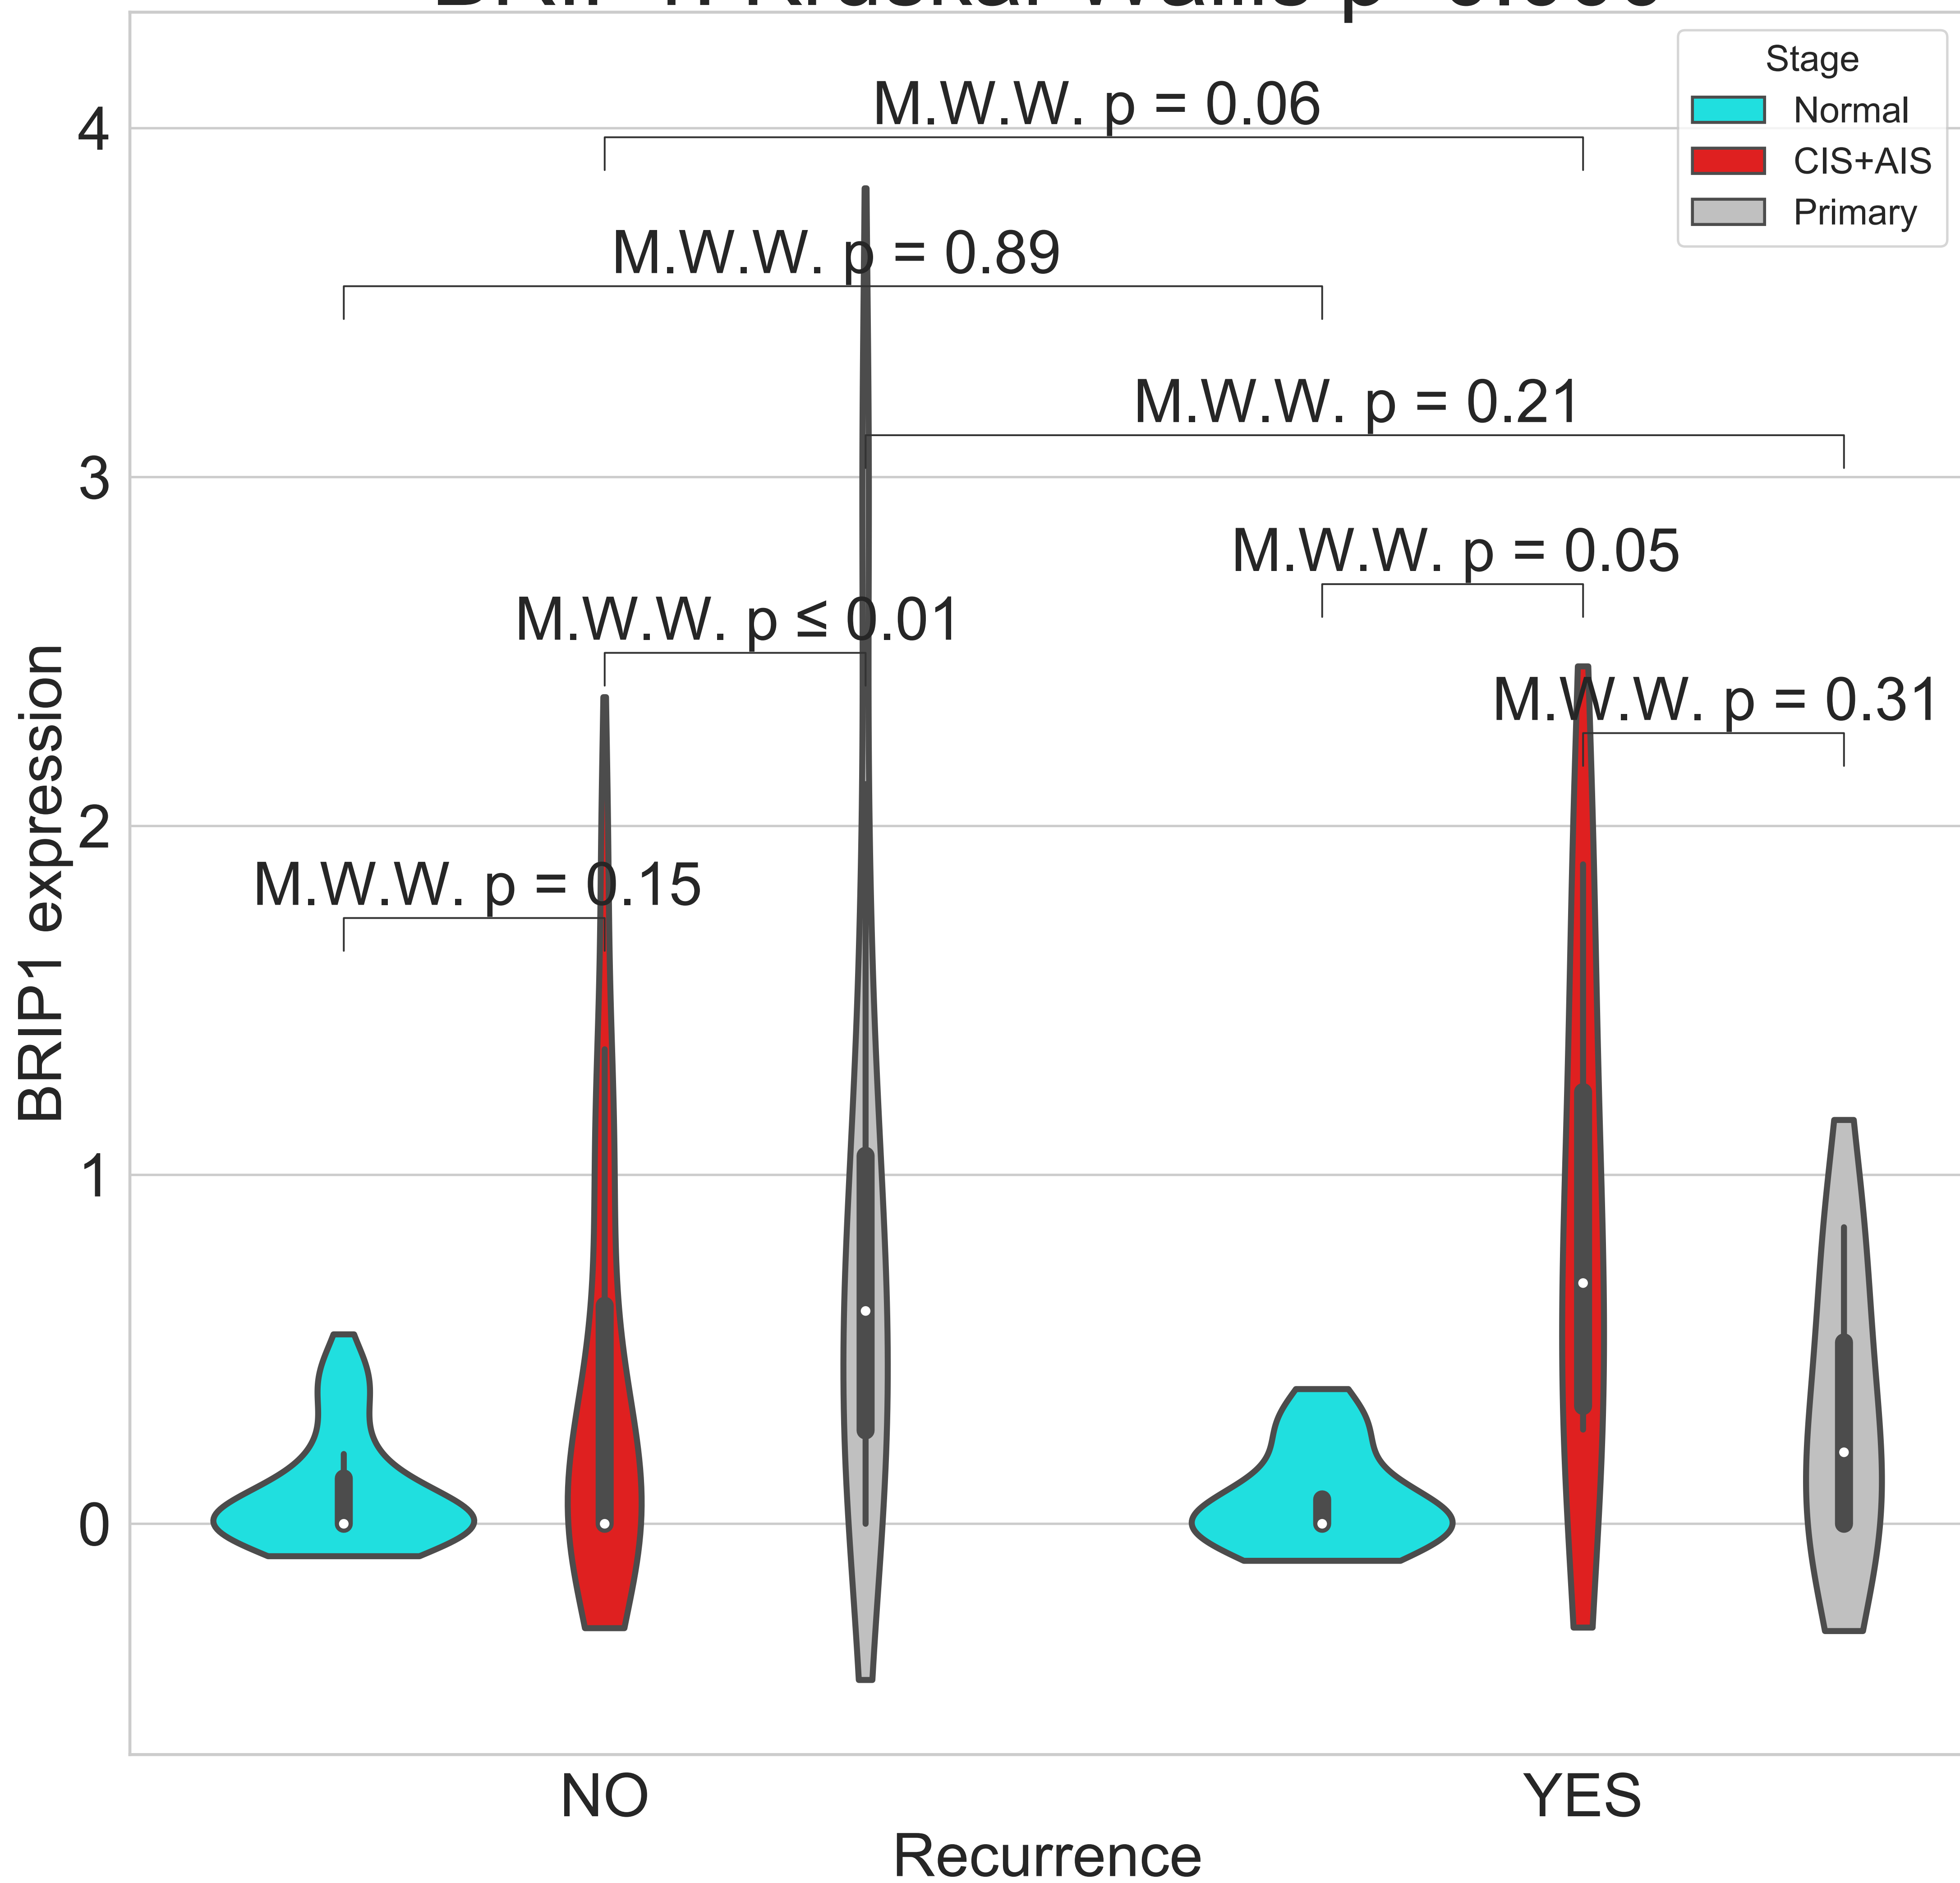 Stage
Normal
CIS+AIS
Primary
M.W.W. p = 0.06
M.W.W. p = 0.89
M.W.W. p = 0.21
M.W.W. p = 0.05
M.W.W. p ≤ 0.01
M.W.W. p = 0.31
M.W.W. p = 0.15
4
3
2
1
0
BRIP1 expression
NO
YES
Recurrence